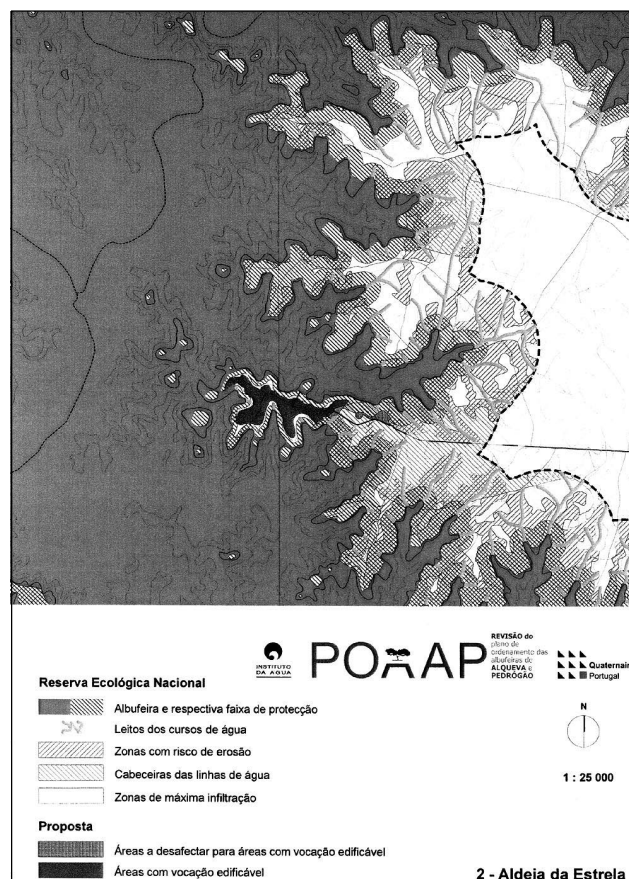 INSTITUTO
DA AGUA
POAAP
REVISÃO do
plano de
ordenamento das
albufeiras de
ALQUEVA e
PEDRÓGÃO
Quaternaire
Portugal
Reserva Ecológica Nacional
Albufeira e respectiva faixa de protecção
Leitos dos cursos de água
Zonas com risco de erosão
Cabeceiras das linhas de água
Zonas de máxima infiltração
N
1 : 25 000
Proposta
Áreas a desafectar para áreas com vocação edificável
Áreas com vocação edificável
2 - Aldeia da Estrela